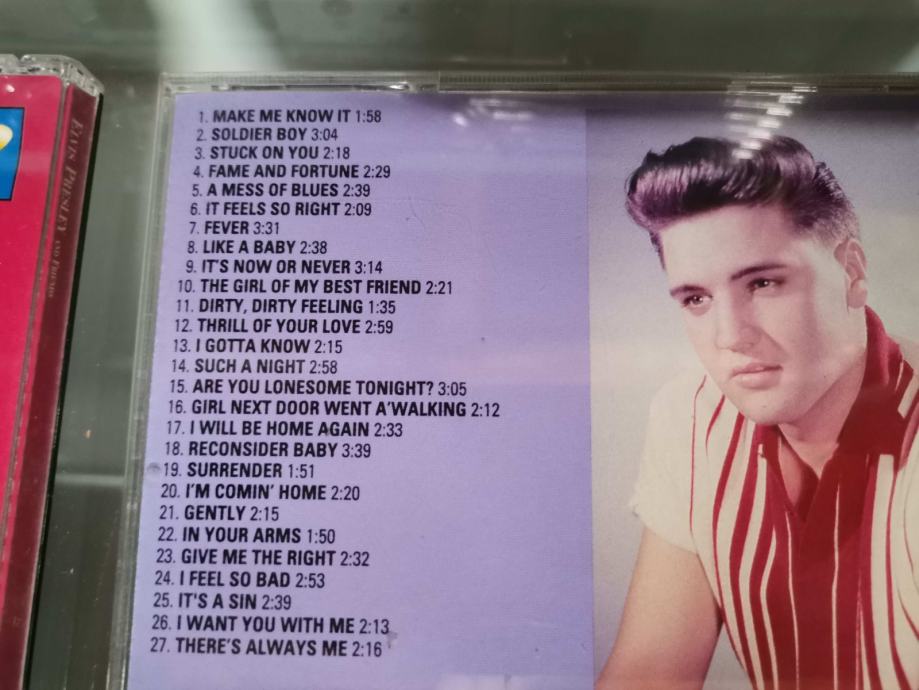 ELVIS PRESLEY
1. MAKE ME KNOW IT 1:58
2. SOLDIER BOY 3:04
3. STUCK ON YOU 2:18
4. FAME AND FORTUNE 2:29
5. A MESS OF BLUES 2:39
6. IT FEELS SO RIGHT 2:09
7. FEVER 3:31
8. LIKE A BABY 2:38
9. IT'S NOW OR NEVER 3:14
10. THE GIRL OF MY BEST FRIEND 2:21
11. DIRTY, DIRTY FEELING 1:35
12. THRILL OF YOUR LOVE 2:59
13. I GOTTA KNOW 2:15
14. SUCH A NIGHT 2:58
15. ARE YOU LONESOME TONIGHT? 3:05
16. GIRL NEXT DOOR WENT A'WALKING 2:12
17. I WILL BE HOME AGAIN 2:33
18. RECONSIDER BABY 3:39
19. SURRENDER 1:51
20. I'M COMIN' HOME 2:20
21. GENTLY 2:15
22. IN YOUR ARMS 1:50
23. GIVE ME THE RIGHT 2:32
24. I FEEL SO BAD 2:53
25. IT'S A SIN 2:39
26. I WANT YOU WITH ME 2:13
27. THERE'S ALWAYS ME 2:16